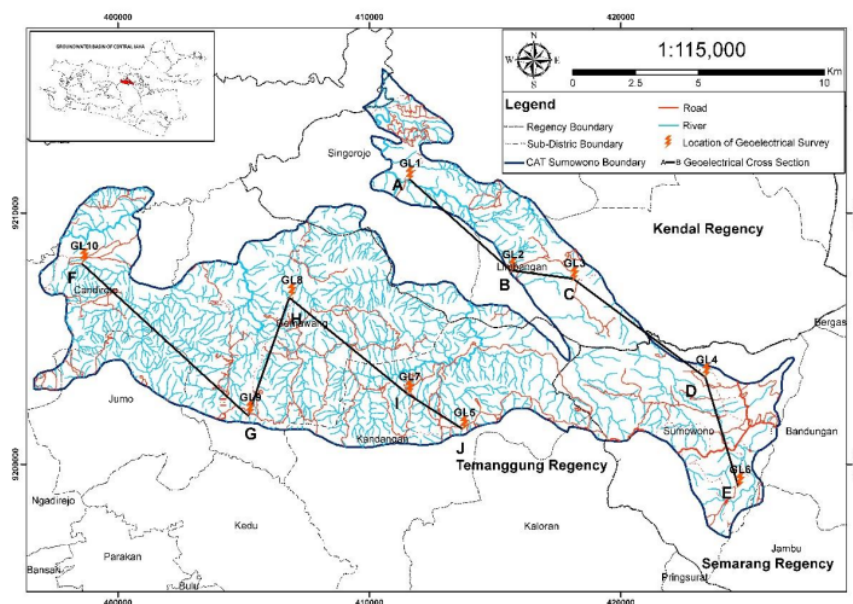 400000
410000
420000
GROUNDWATER BASIN OF CENTRAL JAVA
1:115,000
N
W
E
S
0
2.5
5
10
Km
Legend
Regency Boundary
Sub-Distric Boundary
CAT Sumowono Boundary
Road
River
Location of Geoelectrical Survey
A B Geoelectrical Cross Section
Singorojo
GL1
A
9210000
Kendal Regency
GL10
GL2
GL3
Limbangan
F
Candiroto
GL8
B
C
H
Gemawang
Bergas
GL4
Jumo
GL7
D
GL9
I
GL5
G
Kandangan
J
Sumowono
Bandungan
9200000
Temanggung Regency
GL6
E
Ngadirejo
Kedu
Kaloran
Parakan
Jambu
Semarang Regency
Bansari
Bulu
Pringsurat
400000
410000
420000